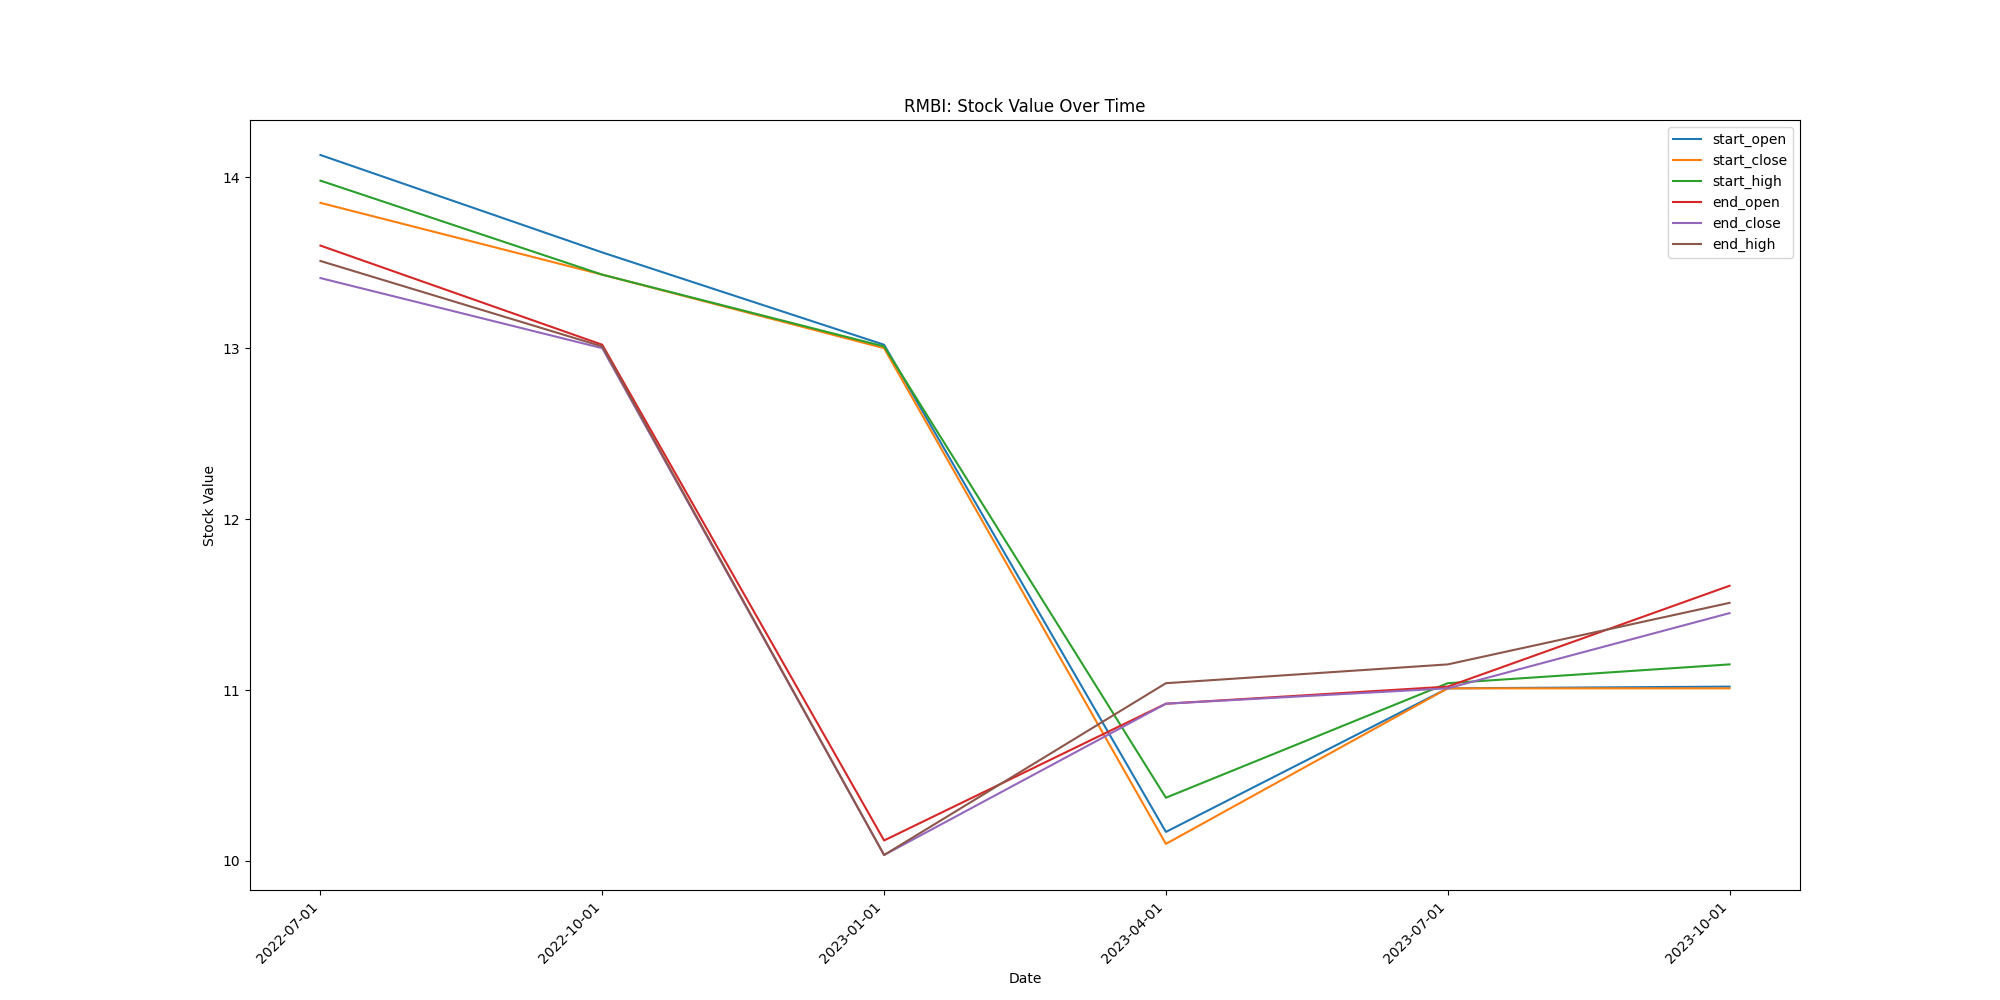 RMBI: Stock Value Over Time
start_open
start_close
start_high
end_open
end_close
end_high
Stock Value
14
13
12
11
10
2022-07-01
2022-10-01
2023-01-01
2023-04-01
2023-07-01
2023-10-01
Date